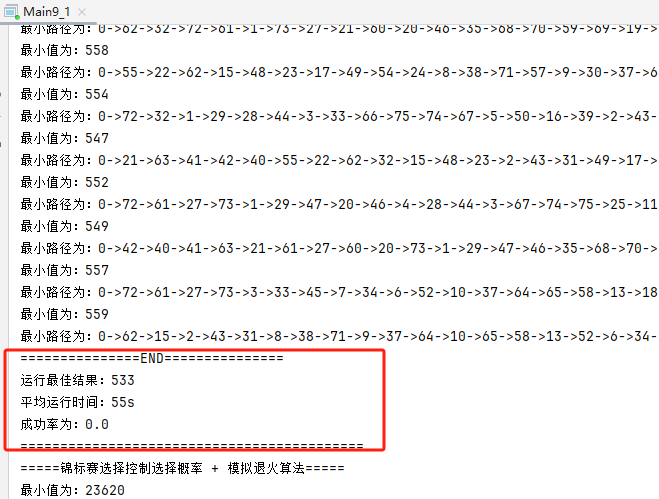 Main9_1
最小路径为：0->62->32->72->61->1->73->27->21->60->20->46->35->68->70->59->69->19->
最小值为：558
最小路径为：0->55->22->62->15->48->23->17->49->54->24->8->38->71->57->9->30->37->6
最小值为：554
最小路径为：0->72->32->1->29->28->44->3->33->66->75->74->67->5->50->16->39->2->43-
最小值为：547
最小路径为：0->21->63->41->42->40->55->22->62->32->15->48->23->2->43->31->49->17->
最小值为：552
最小路径为：0->72->61->27->73->1->29->47->20->46->4->28->44->3->67->74->75->25->11
最小值为：549
最小路径为：0->42->40->41->63->21->61->27->60->20->73->1->29->47->46->35->68->70->
最小值为：557
最小路径为：0->72->61->27->73->3->33->45->7->34->6->52->10->37->64->65->58->13->18
最小值为：559
最小路径为：0->62->15->2->43->31->8->38->71->9->37->64->10->65->58->13->52->6->34-
===============END===============
运行最佳结果：533
平均运行时间：55s
成功率为：0.0
===========================================
=====锦标赛选择控制选择概率 + 模拟退火算法=====
最小值为：23620